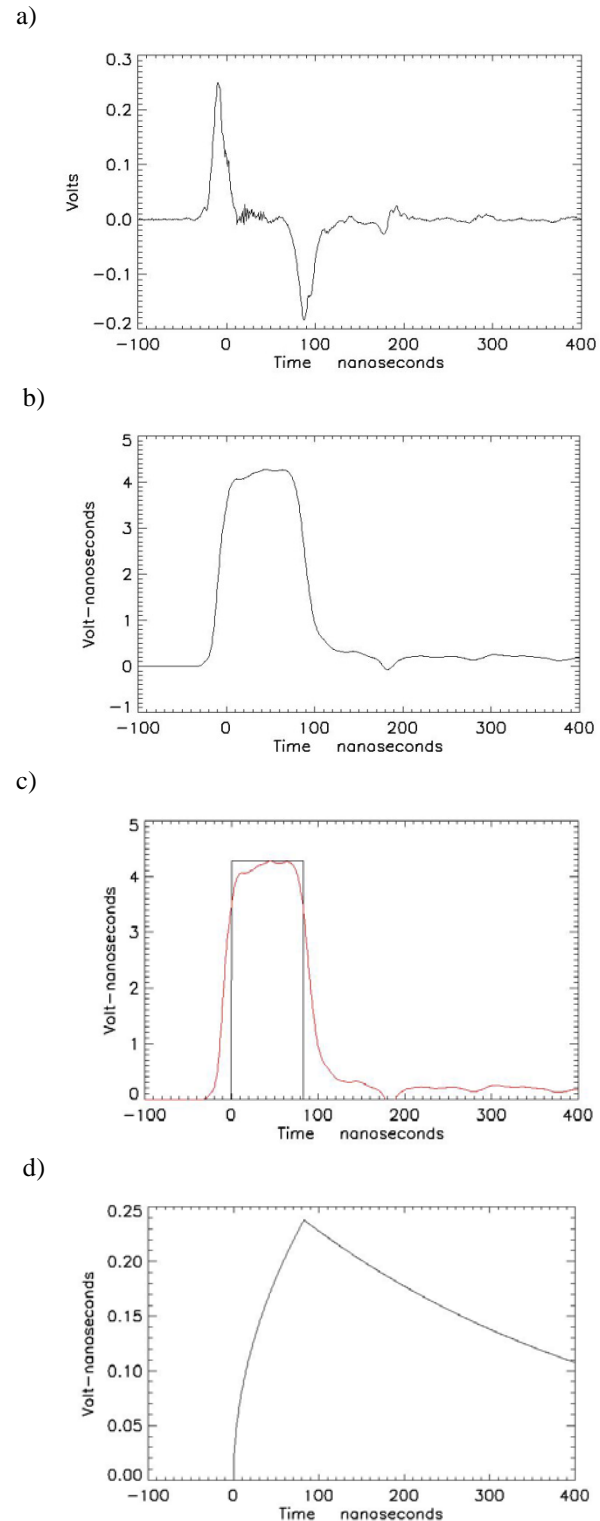 a)
0.3
0.2
0.1
0.0
−0.1
−0.2
Volts
−100 0 100 200 300 400
Time nanoseconds
b)
5
4
3
2
1
0
−1
Volt−nanoseconds
−100 0 100 200 300 400
Time nanoseconds
c)
5
4
3
2
1
0
Volt−nanoseconds
−100 0 100 200 300 400
Time nanoseconds
d)
0.25
0.20
0.15
0.10
0.05
0.00
Volt−nanoseconds
−100 0 100 200 300 400
Time nanoseconds